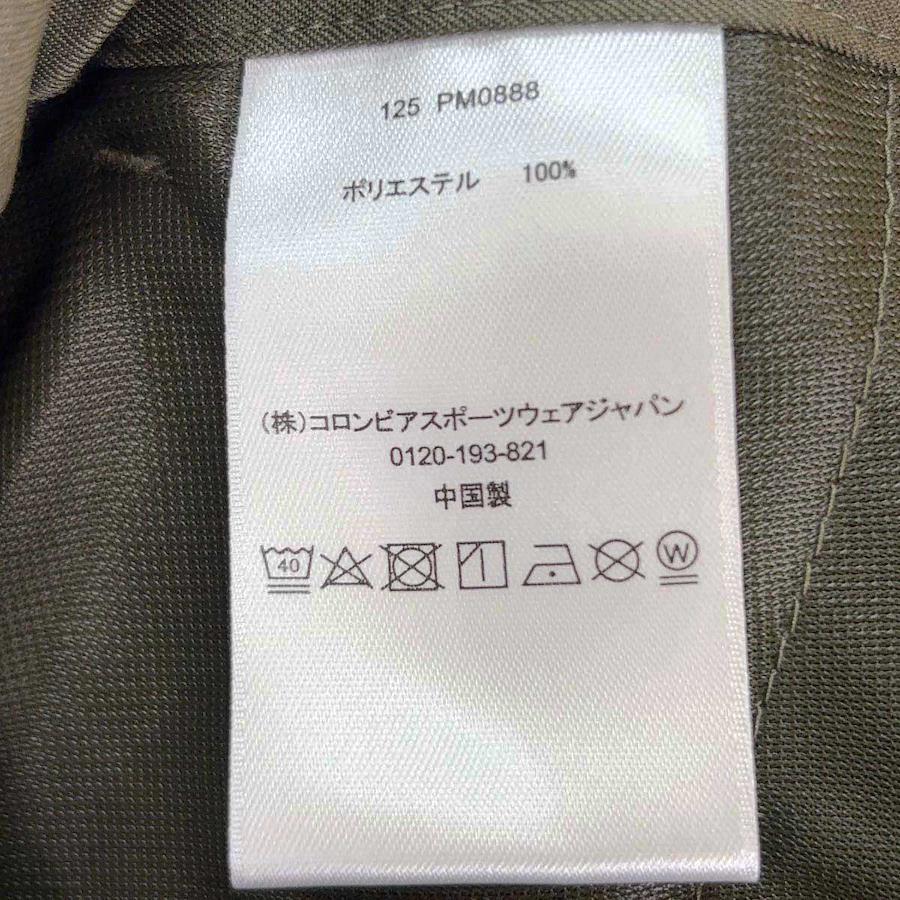 125 PM0888
ポリエステル 100%
(株)コロンビアスポーツウェアジャパン
0120-193-821
中国製
40 W